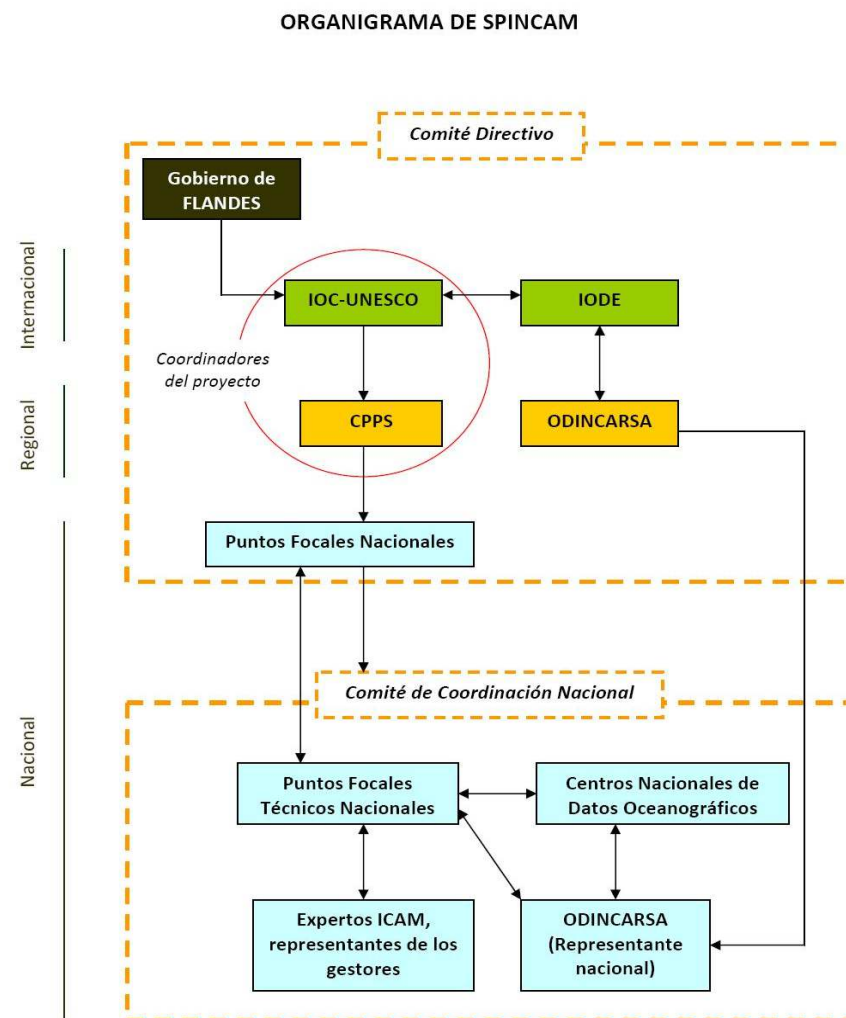 ORGANIGRAMA DE SPINCAM
Comité Directivo
Gobierno de
FLANDES
Internacional
IOC-UNESCO
IODE
Coordinadores
del proyecto
Regional
CPPS
ODINCARSA
Puntos Focales Nacionales
Comité de Coordinación Nacional
Nacional
Puntos Focales
Técnicos Nacionales
Centros Nacionales de
Datos Oceanográficos
Expertos ICAM,
representantes de los
gestores
ODINCARSA
(Representante
nacional)